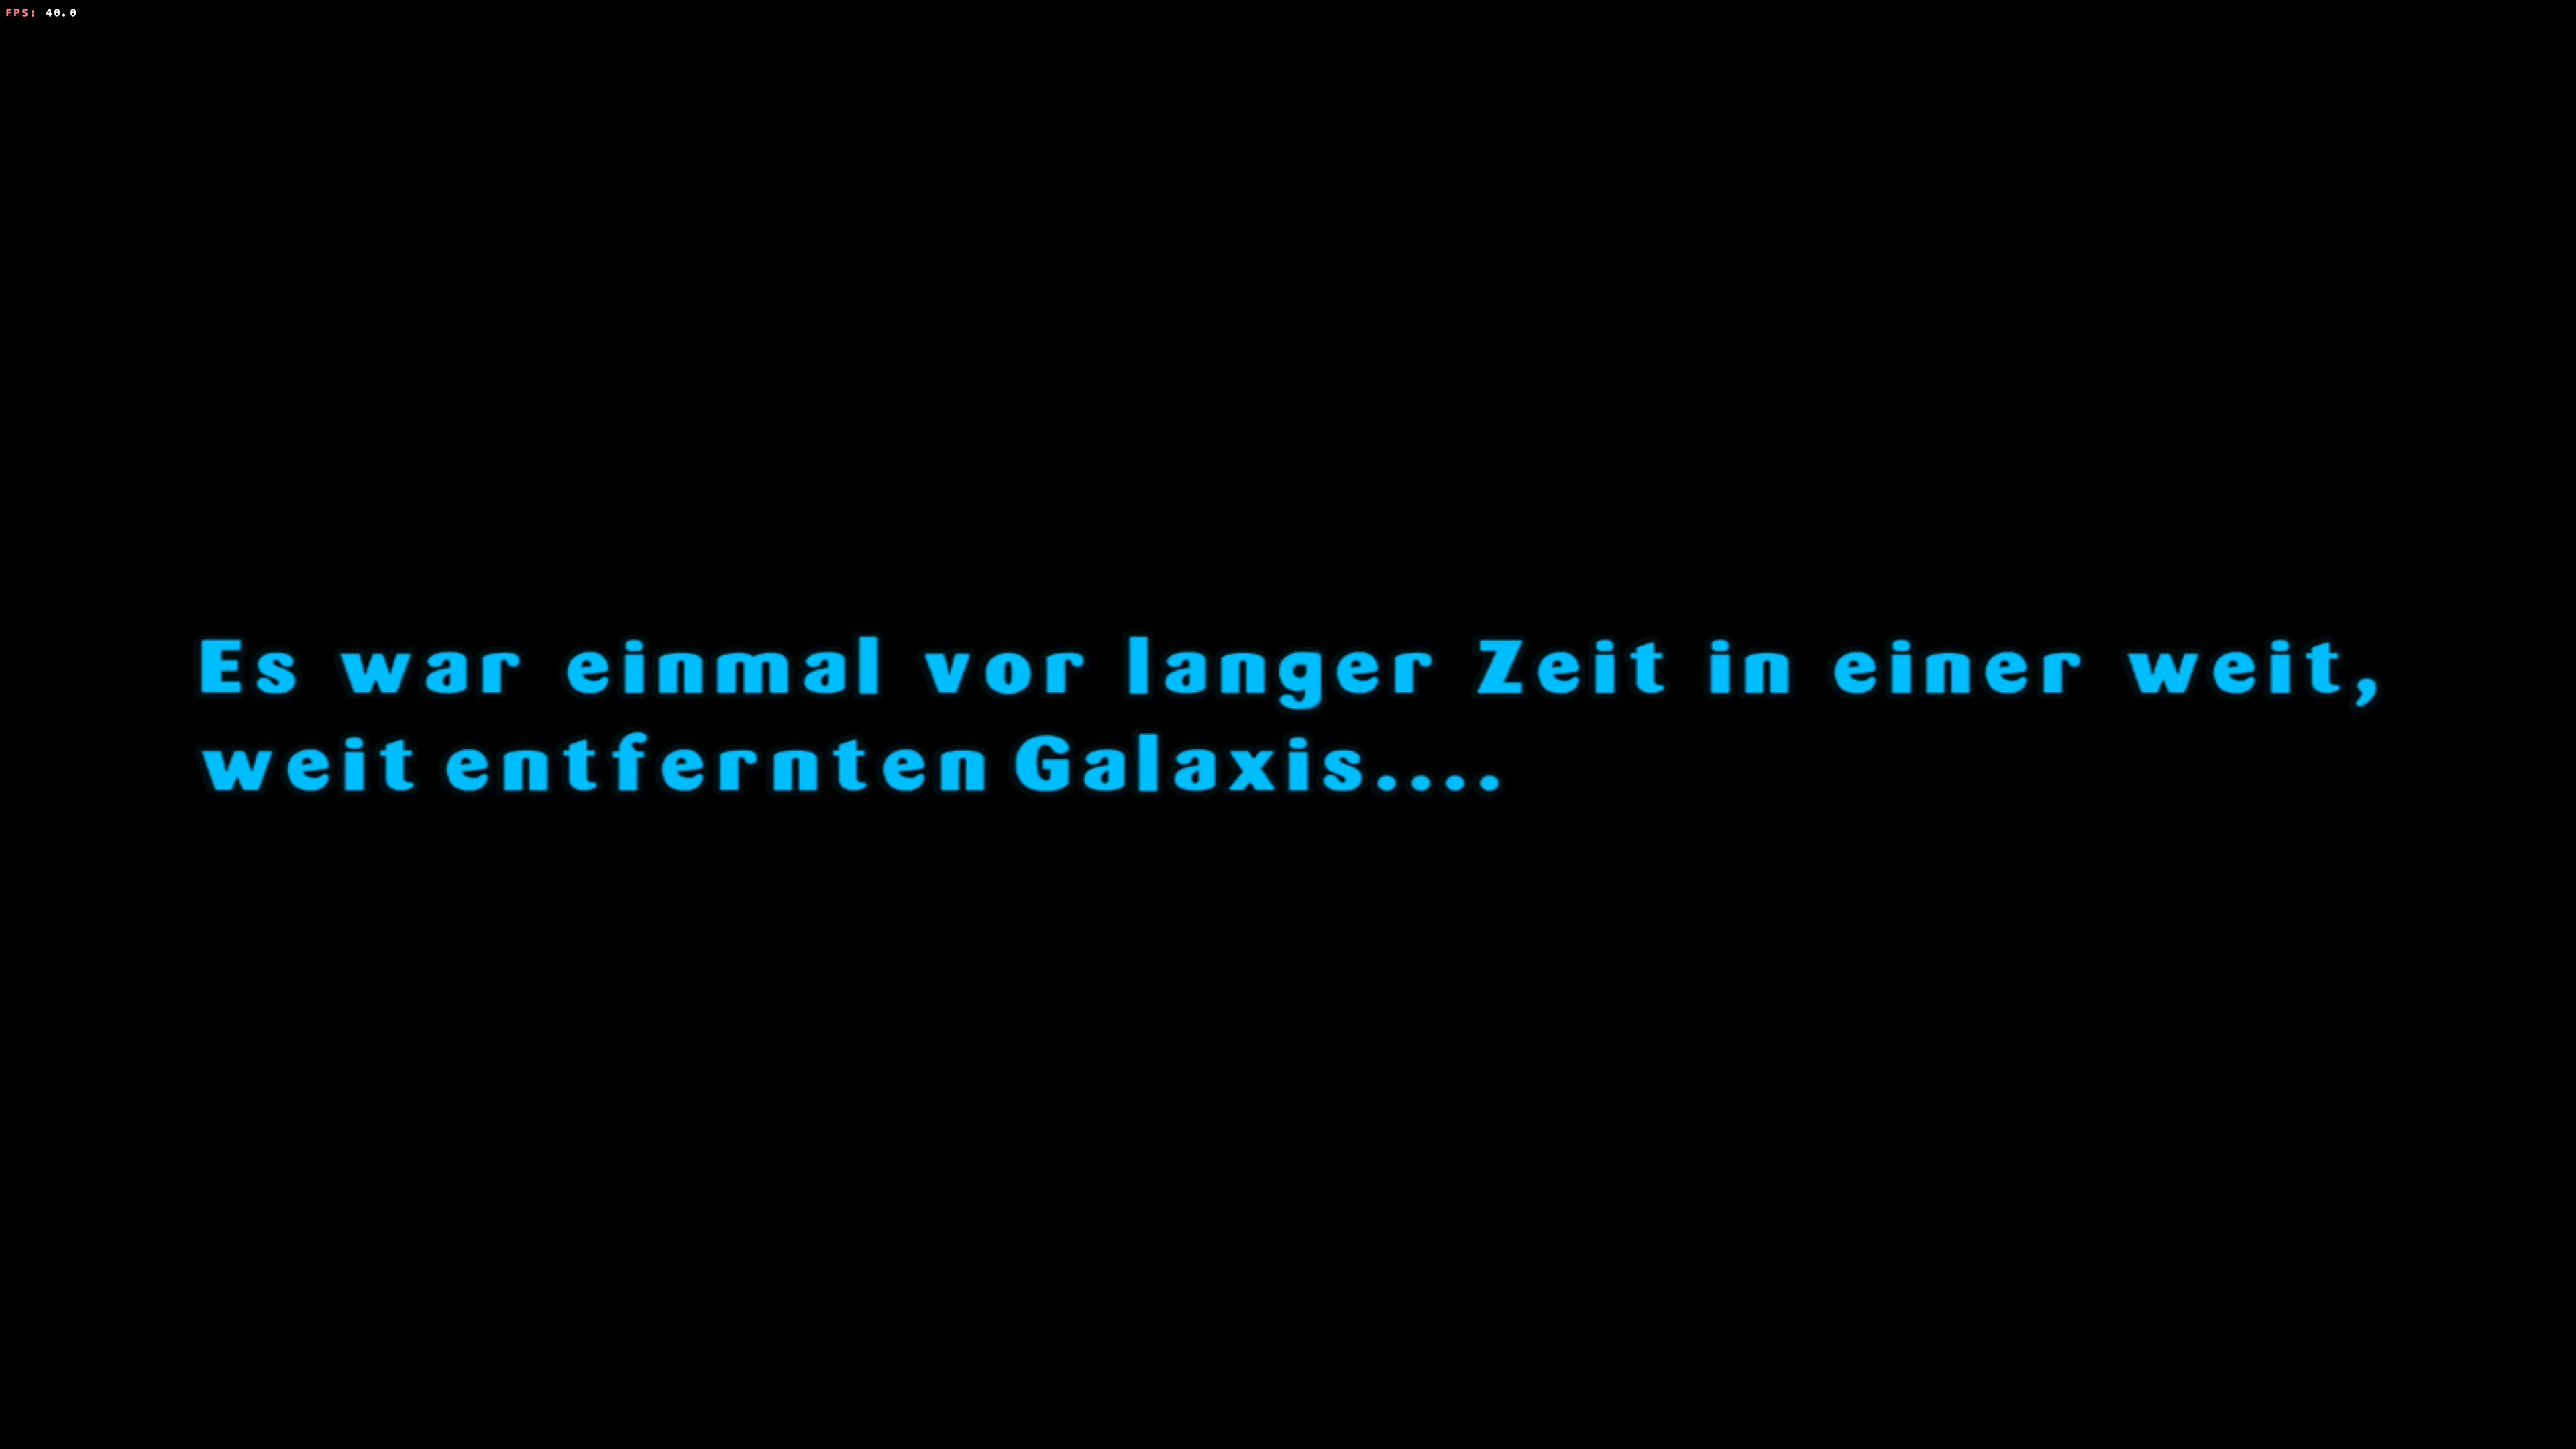 FPS: 40.0
Es war einmal vor langer Zeit in einer weit,
weit entfernten Galaxis....